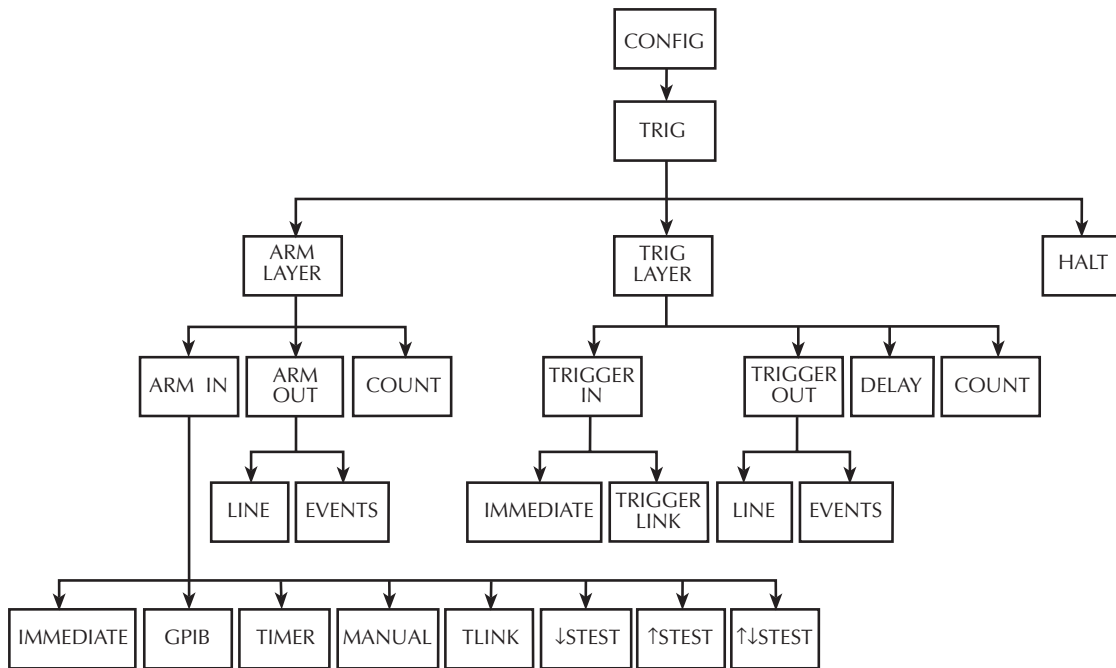 CONFIG
TRIG
ARM
LAYER
TRIG
LAYER
HALT
ARM IN
ARM
OUT
COUNT
TRIGGER
IN
TRIGGER
OUT
DELAY
COUNT
LINE
EVENTS
IMMEDIATE
TRIGGER
LINK
LINE
EVENTS
IMMEDIATE
GPIB
TIMER
MANUAL
TLINK
↓STEST
↑STEST
↑↓STEST